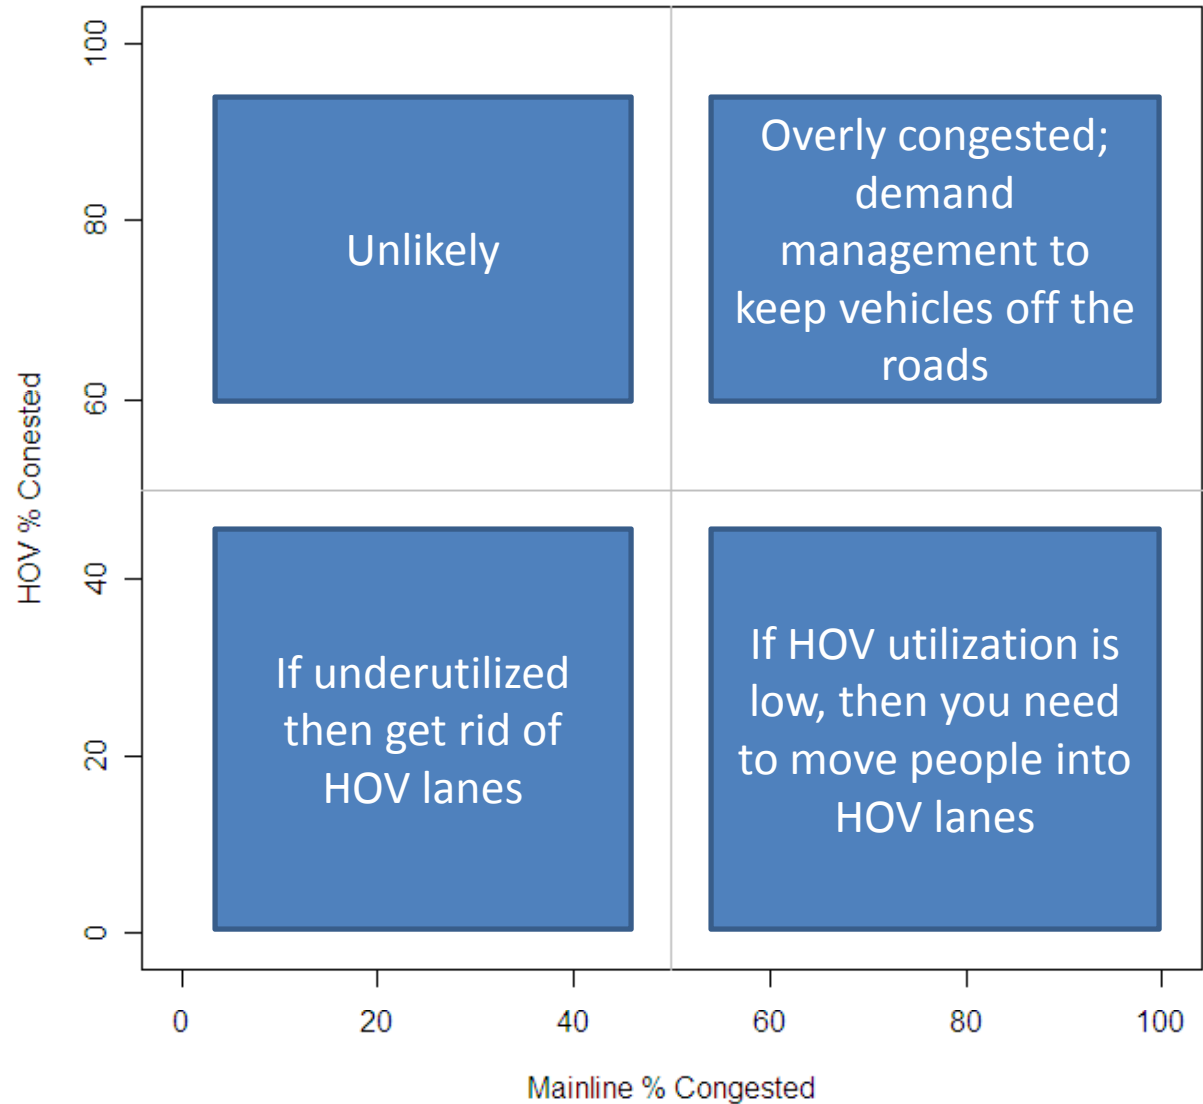 100
80
60
40
20
0
HOV % Conested
Unlikely
Overly congested;
demand
management to
keep vehicles off the
roads
If underutilized
then get rid of
HOV lanes
If HOV utilization is
low, then you need
to move people into
HOV lanes
0
20
40
60
80
100
Mainline % Congested